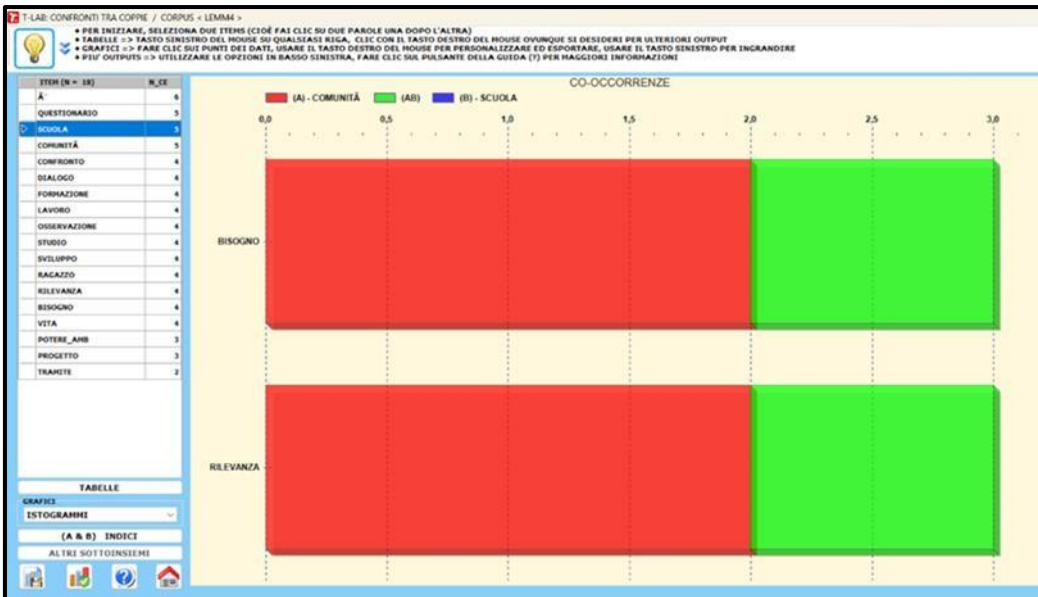 T-LAB: CONFRONTI TRA COPPIE / CORPUS < LEMM4 >
• PER INIZIARE, SELEZIONA DUE ITEMS (CIOÈ FAI CLIC SU DUE PAROLE UNA DOPO L'ALTRA)
• TABELLE => TASTO SINISTRO DEL MOUSE SU QUALSIASI RIGA, CLIC CON IL TASTO DESTRO DEL MOUSE OVUNQUE SI DESIDERI PER ULTERIORI OUTPUT
• GRAFICI => FARE CLIC SUI PUNTI DEI DATI, USARE IL TASTO DESTRO DEL MOUSE PER PERSONALIZZARE ED ESPORTARE, USARE IL TASTO SINISTRO PER INGRANDIRE
• PIU' OUTPUTS => UTILIZZARE LE OPZIONI IN BASSO SINISTRA, FARE CLIC SUL PULSANTE DELLA GUIDA (?) PER MAGGIORI INFORMAZIONI
ITEM (N = 18) N_CE
Ã¨ 6
QUESTIONARIO 5
SCUOLA 5
COMUNITÃ 5
CONFRONTO 4
DIALOGO 4
FORMAZIONE 4
LAVORO 4
OSSERVAZIONE 4
STUDIO 4
SVILUPPO 4
RAGAZZO 4
RILEVANZA 4
BISOGNO 4
VITA 4
POTERE_AMB 3
PROGETTO 3
TRAMITE 2
TABELLE
GRAFICI
ISTOGRAMMI
(A & B) INDICI
ALTRI SOTTOINSIEMI
CO-OCCORRENZE
(A) - COMUNITÃ (AB) (B) - SCUOLA
0,0 0,5 1,0 1,5 2,0 2,5 3,0
BISOGNO
RILEVANZA